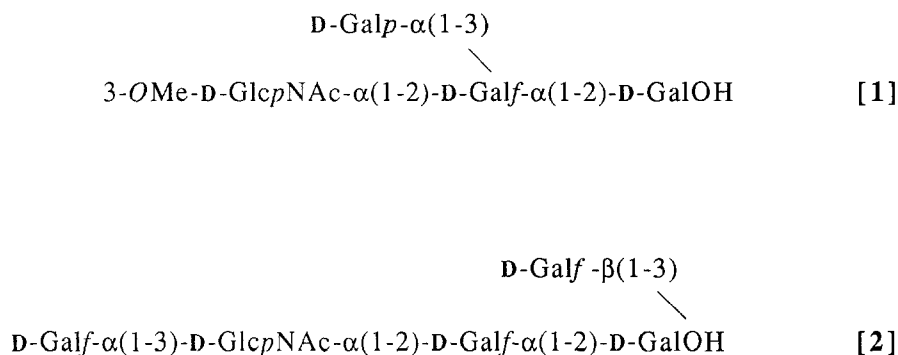 D-Galp-α(1-3)
3-OMe-D-GlcpNAc-α(1-2)-D-Galf-α(1-2)-D-GalOH [1]
D-Galf -β(1-3)
D-Galf-α(1-3)-D-GlcpNAc-α(1-2)-D-Galf-α(1-2)-D-GalOH [2]